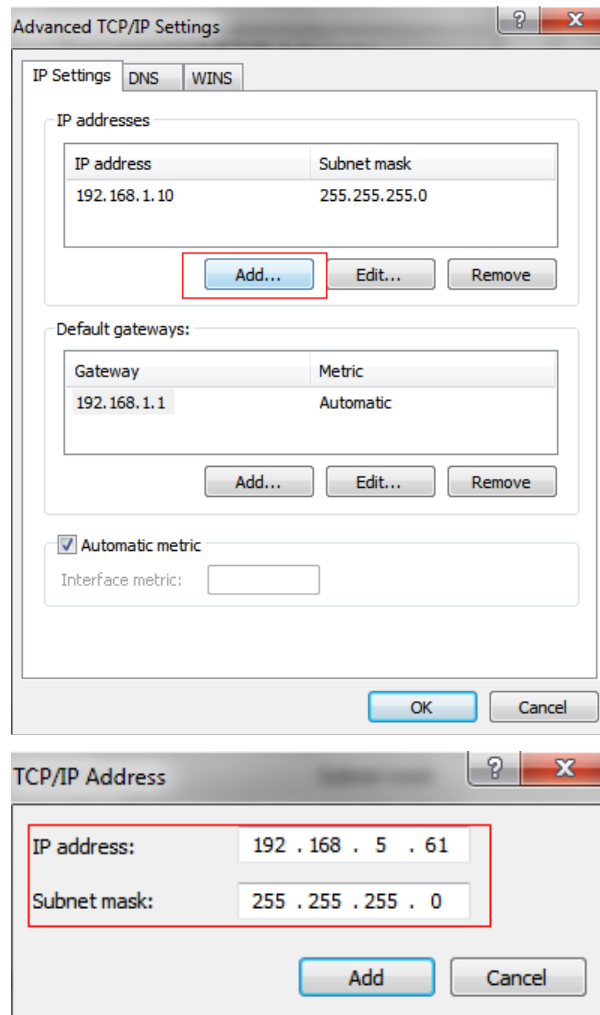 Advanced TCP/IP Settings
IP Settings DNS WINS
IP addresses
IP address Subnet mask
192.168.1.10 255.255.255.0
Add... Edit... Remove
Default gateways:
Gateway Metric
192.168.1.1 Automatic
Add... Edit... Remove
Automatic metric
Interface metric:
OK Cancel
TCP/IP Address
IP address: 192 . 168 . 5 . 61
Subnet mask: 255 . 255 . 255 . 0
Add Cancel